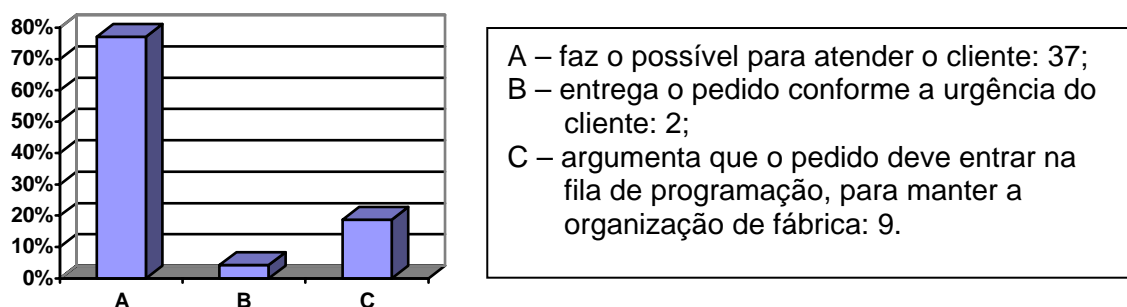 80%
70%
60%
50%
40%
30%
20%
10%
0%
A B C
A – faz o possível para atender o cliente: 37;
B – entrega o pedido conforme a urgência do
cliente: 2;
C – argumenta que o pedido deve entrar na
fila de programação, para manter a
organização de fábrica: 9.